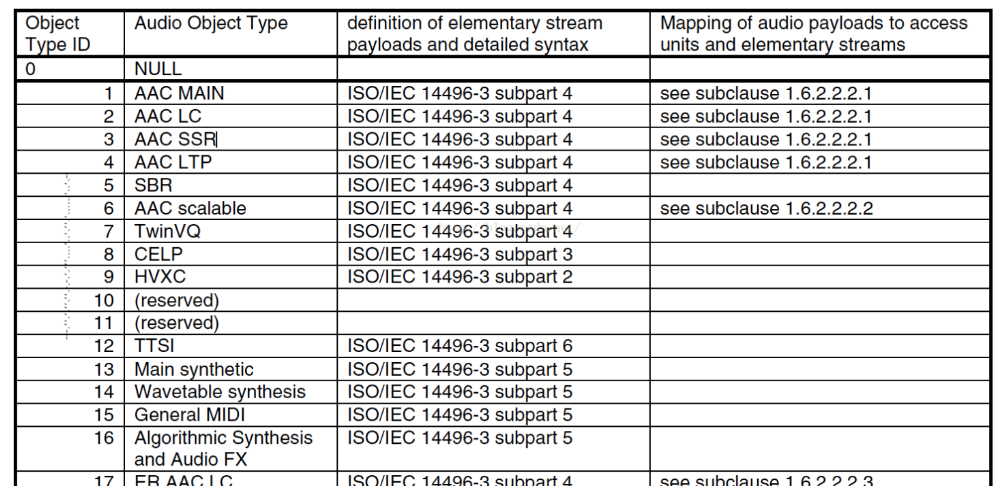 Object Type ID | Audio Object Type | definition of elementary stream payloads and detailed syntax | Mapping of audio payloads to access units and elementary streams
0 | NULL
1 | AAC MAIN | ISO/IEC 14496-3 subpart 4 | see subclause 1.6.2.2.2.1
2 | AAC LC | ISO/IEC 14496-3 subpart 4 | see subclause 1.6.2.2.2.1
3 | AAC SSR | ISO/IEC 14496-3 subpart 4 | see subclause 1.6.2.2.2.1
4 | AAC LTP | ISO/IEC 14496-3 subpart 4 | see subclause 1.6.2.2.2.1
5 | SBR | ISO/IEC 14496-3 subpart 4
6 | AAC scalable | ISO/IEC 14496-3 subpart 4 | see subclause 1.6.2.2.2.2
7 | TwinVQ | ISO/IEC 14496-3 subpart 4
8 | CELP | ISO/IEC 14496-3 subpart 3
9 | HVXC | ISO/IEC 14496-3 subpart 2
10 | (reserved)
11 | (reserved)
12 | TTSI | ISO/IEC 14496-3 subpart 6
13 | Main synthetic | ISO/IEC 14496-3 subpart 5
14 | Wavetable synthesis | ISO/IEC 14496-3 subpart 5
15 | General MIDI | ISO/IEC 14496-3 subpart 5
16 | Algorithmic Synthesis and Audio FX | ISO/IEC 14496-3 subpart 5
17 | ER AAC LC | ISO/IEC 14496-3 subpart 4 | see subclause 1.6.2.2.2.3